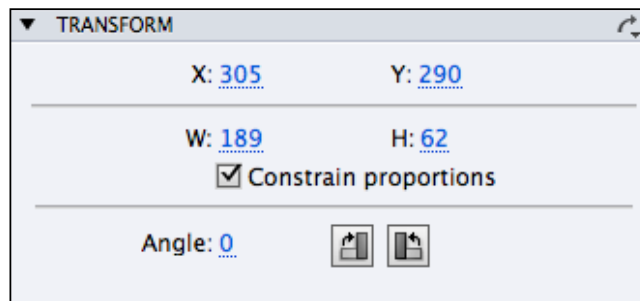 TRANSFORM
X: 305 Y: 290
W: 189 H: 62
Constrain proportions
Angle: 0